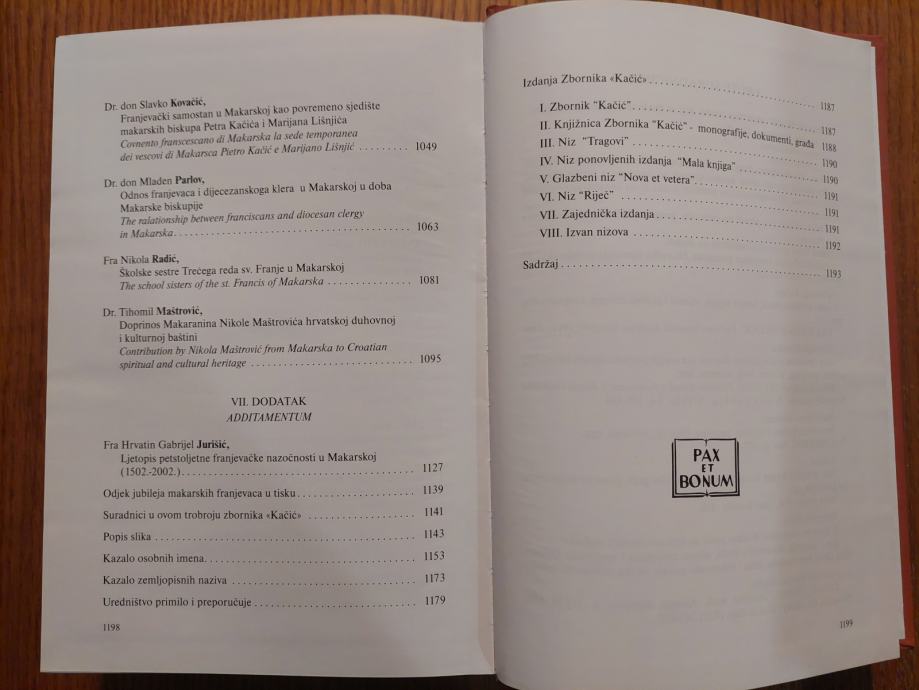 Dr. don Slavko Kovačić,
Franjevački samostan u Makarskoj kao povremeno sjedište
makarskih biskupa Petra Kačića i Marijana Lišnjića
Covnento franscescano di Makarska la sede temporanea
dei vescovi di Makarsca Pietro Kačić e Marijano Lišnjić . . . . . . . . . . 1049
Dr. don Mladen Parlov,
Odnos franjevaca i dijecezanskoga klera u Makarskoj u doba
Makarske biskupije
The ralationship between franciscans and diocesan clergy
in Makarska. . . . . . . . . . . . . . . . . . . . . . . . . . . . . . . . . . . . 1063
Fra Nikola Radić,
Školske sestre Trećega reda sv. Franje u Makarskoj
The school sisters of the st. Francis of Makarska . . . . . . . . . . . . . . 1081
Dr. Tihomil Maštrović,
Doprinos Makaranina Nikole Maštrovića hrvatskoj duhovnoj
i kulturnoj baštini
Contribution by Nikola Maštrović from Makarska to Croatian
spiritual and cultural heritage . . . . . . . . . . . . . . . . . . . . . . . . 1095
VII. DODATAK
ADDITAMENTUM
Fra Hrvatin Gabrijel Jurišić,
Ljetopis petstoljetne franjevačke nazočnosti u Makarskoj
(1502.-2002.). . . . . . . . . . . . . . . . . . . . . . . . . . . . . . . . . . . 1127
Odjek jubileja makarskih franjevaca u tisku. . . . . . . . . . . . . . . . . . . 1139
Suradnici u ovom trobroju zbornika «Kačić» . . . . . . . . . . . . . . . . . . 1141
Popis slika . . . . . . . . . . . . . . . . . . . . . . . . . . . . . . . . . . . . . . . 1143
Kazalo osobnih imena. . . . . . . . . . . . . . . . . . . . . . . . . . . . . . . . 1153
Kazalo zemljopisnih naziva . . . . . . . . . . . . . . . . . . . . . . . . . . . . 1173
Uredništvo primilo i preporučuje . . . . . . . . . . . . . . . . . . . . . . . . . 1179
1198
Izdanja Zbornika «Kačić». . . . . . . . . . . . . . . . . . . . . . . . . . . . . 1187
I. Zbornik "Kačić". . . . . . . . . . . . . . . . . . . . . . . . . . . . . . . . . 1187
II. Knjižnica Zbornika "Kačić" - monografije, dokumenti, građa 1188
III. Niz "Tragovi" . . . . . . . . . . . . . . . . . . . . . . . . . . . . . . . . . 1190
IV. Niz ponovljenih izdanja "Mala knjiga" . . . . . . . . . . . . . . . . . 1190
V. Glazbeni niz "Nova et vetera". . . . . . . . . . . . . . . . . . . . . . . 1191
VI. Niz "Riječ" . . . . . . . . . . . . . . . . . . . . . . . . . . . . . . . . . . 1191
VII. Zajednička izdanja . . . . . . . . . . . . . . . . . . . . . . . . . . . . 1191
VIII. Izvan nizova . . . . . . . . . . . . . . . . . . . . . . . . . . . . . . . . 1192
Sadržaj . . . . . . . . . . . . . . . . . . . . . . . . . . . . . . . . . . . . . . . 1193
PAX
ET
BONUM
1199